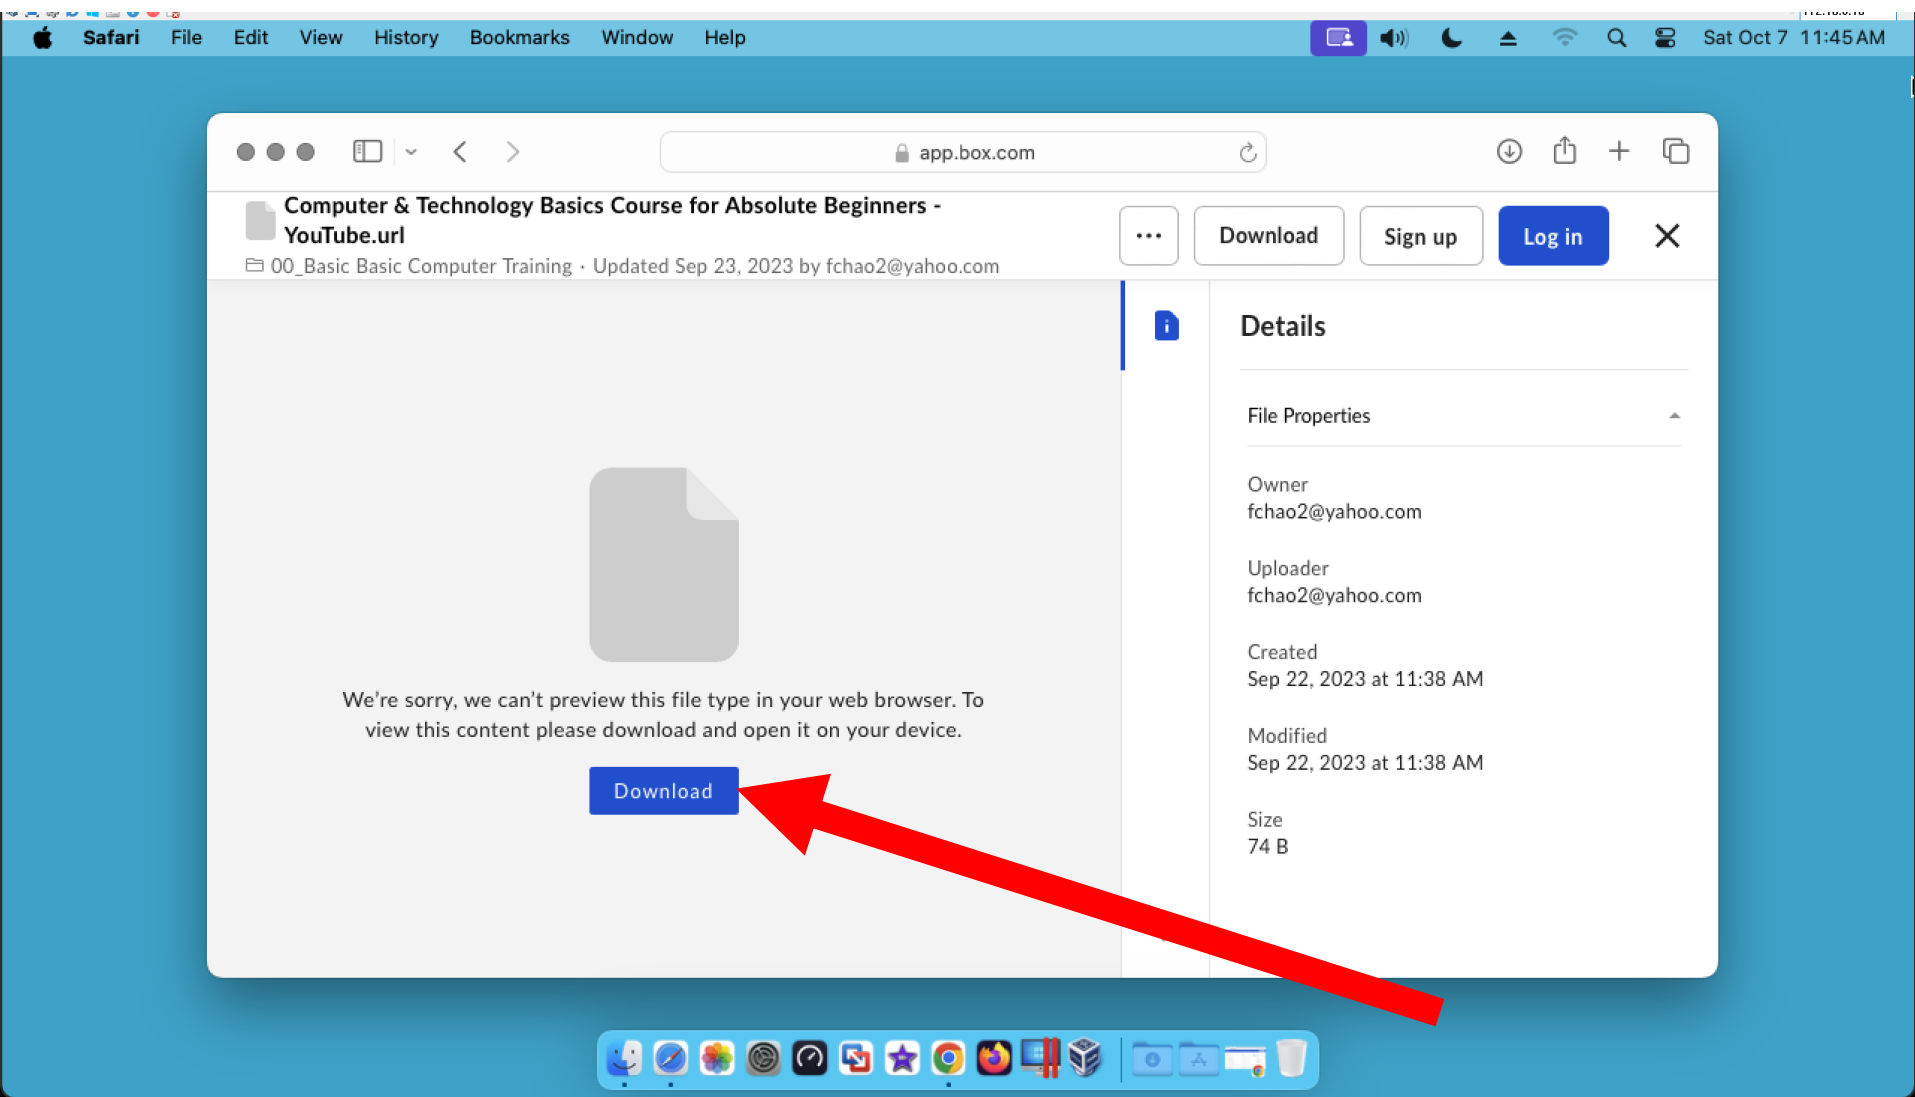 Safari File Edit View History Bookmarks Window Help Sat Oct 7 11:45 AM
app.box.com
Computer & Technology Basics Course for Absolute Beginners -
YouTube.url
00_Basic Basic Computer Training · Updated Sep 23, 2023 by fchao2@yahoo.com
Download
Sign up
Log in
Details
File Properties
Owner
fchao2@yahoo.com
Uploader
fchao2@yahoo.com
Created
Sep 22, 2023 at 11:38 AM
Modified
Sep 22, 2023 at 11:38 AM
Size
74 B
We're sorry, we can't preview this file type in your web browser. To
view this content please download and open it on your device.
Download